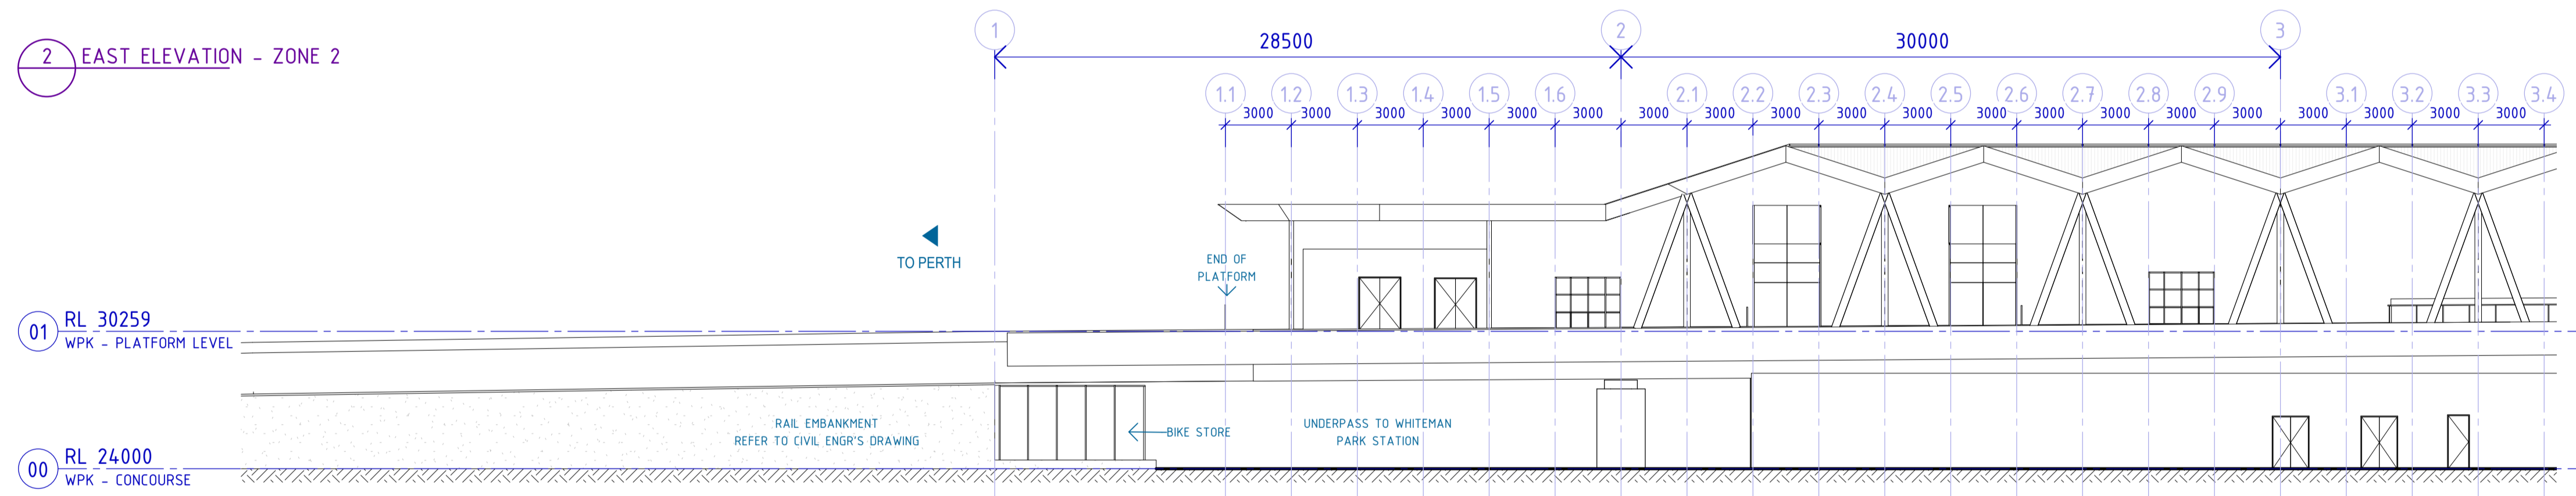 1
2
3
28500
30000
2 EAST ELEVATION - ZONE 2
1.1 1.2 1.3 1.4 1.5 1.6 2.1 2.2 2.3 2.4 2.5 2.6 2.7 2.8 2.9 3.1 3.2 3.3 3.4
3000 3000 3000 3000 3000 3000 3000 3000 3000 3000 3000 3000 3000 3000 3000 3000 3000 3000 3000 3000
TO PERTH
END OF
PLATFORM
01 RL 30259
WPK - PLATFORM LEVEL
RAIL EMBANKMENT
REFER TO CIVIL ENGR'S DRAWING
BIKE STORE
UNDERPASS TO WHITEMAN
PARK STATION
00 RL 24000
WPK - CONCOURSE